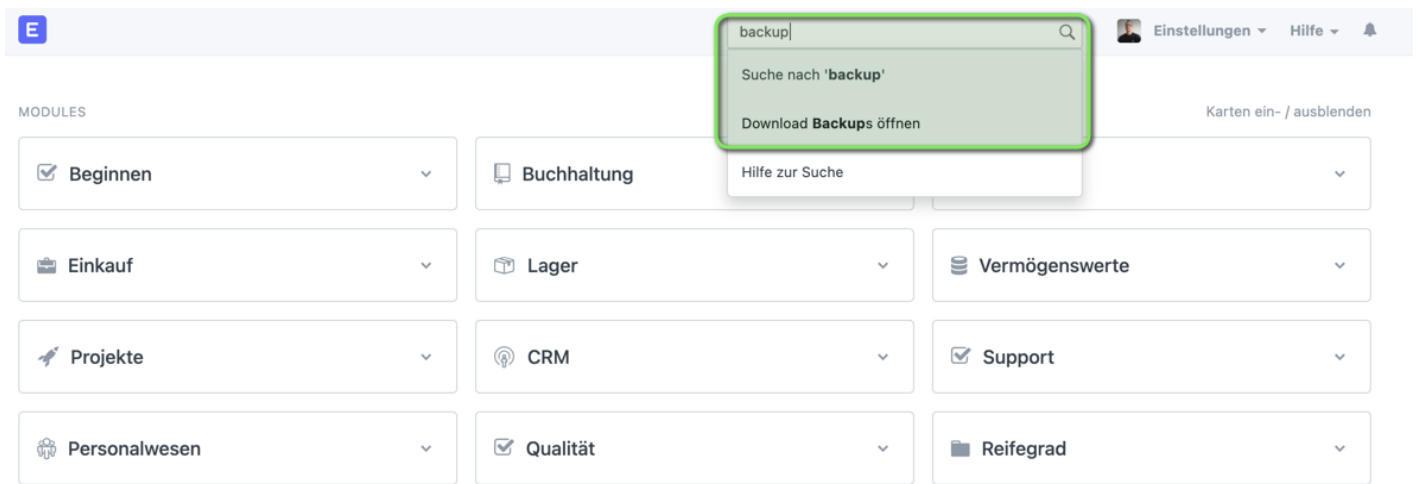 E
backup
Einstellungen
Hilfe
Suche nach 'backup'
Download Backups öffnen
Hilfe zur Suche
MODULES
Karten ein- / ausblenden
Beginnen
Buchhaltung
Einkauf
Lager
Vermögenswerte
Projekte
CRM
Support
Personalwesen
Qualität
Reifegrad